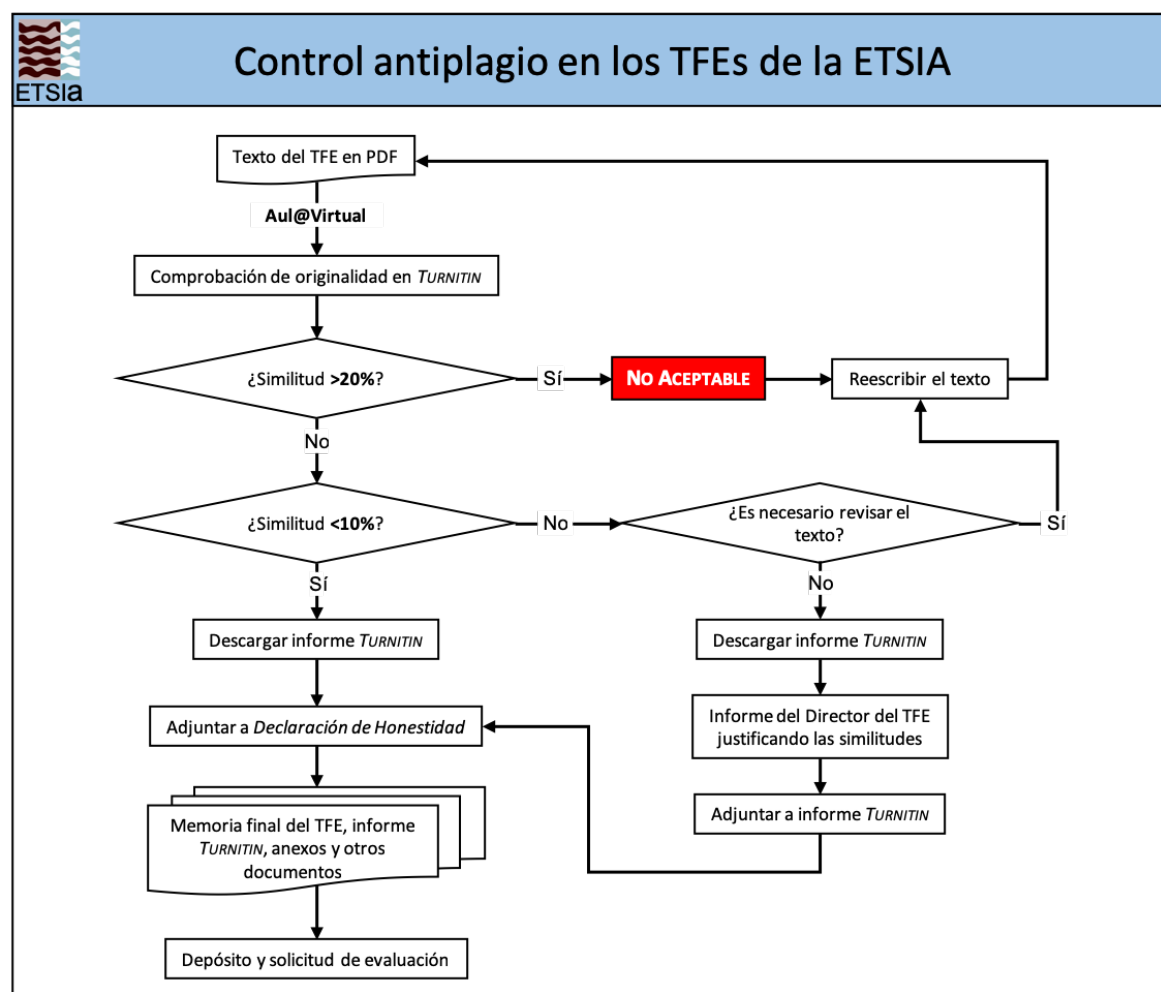 ETSIa
Control antiplagio en los TFEs de la ETSIA
Texto del TFE en PDF
Aul@Virtual
Comprobación de originalidad en TURNITIN
¿Similitud >20%?
Sí
NO ACEPTABLE
Reescribir el texto
No
¿Similitud <10%?
No
¿Es necesario revisar el
texto?
Sí
Sí
No
Descargar informe TURNITIN
Descargar informe TURNITIN
Adjuntar a Declaración de Honestidad
Informe del Director del TFE
justificando las similitudes
Memoria final del TFE, informe
TURNITIN, anexos y otros
documentos
Adjuntar a informe TURNITIN
Depósito y solicitud de evaluación